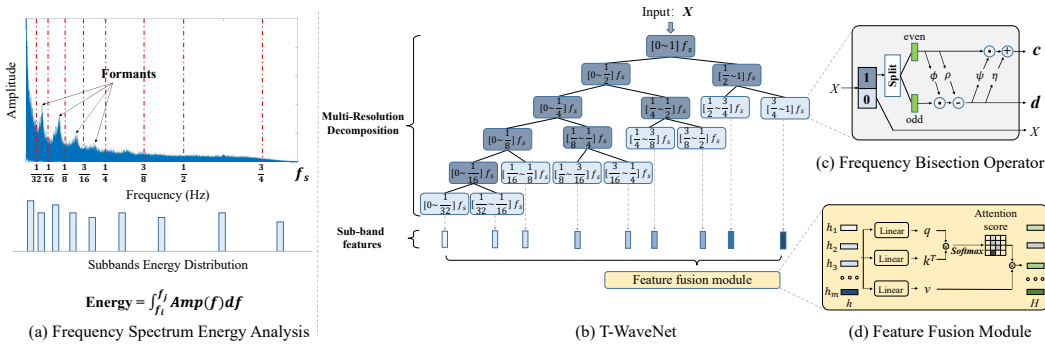 Amplitude
Formants
1/32 1/16 1/8 3/16 1/4 3/8 1/2 3/4 f_s
Frequency (Hz)
Subbands Energy Distribution
Energy = ∫_{f_i}^{f_j} Amp(f)df
(a) Frequency Spectrum Energy Analysis
Input: X
Multi-Resolution
Decomposition
[0~1] f_s
[0~1/2] f_s [1/2~1] f_s
[0~1/4] f_s [1/4~1/2] f_s [1/2~3/4] f_s [3/4~1] f_s
[0~1/8] f_s [1/8~1/4] f_s [1/4~3/8] f_s [3/8~1/2] f_s
[0~1/16] f_s [1/16~1/8] f_s [1/8~3/16] f_s [3/16~1/4] f_s
[0~1/32] f_s [1/32~1/16] f_s
Sub-band
features
Feature fusion module
(b) T-WaveNet
even
c
X 1 0 Split ϕ ρ ψ η
d
odd
X
(c) Frequency Bisection Operator
Attention
score
h_1 Linear q
h_2 Linear k^T Softmax
h_3
h_m Linear v
h H
(d) Feature Fusion Module